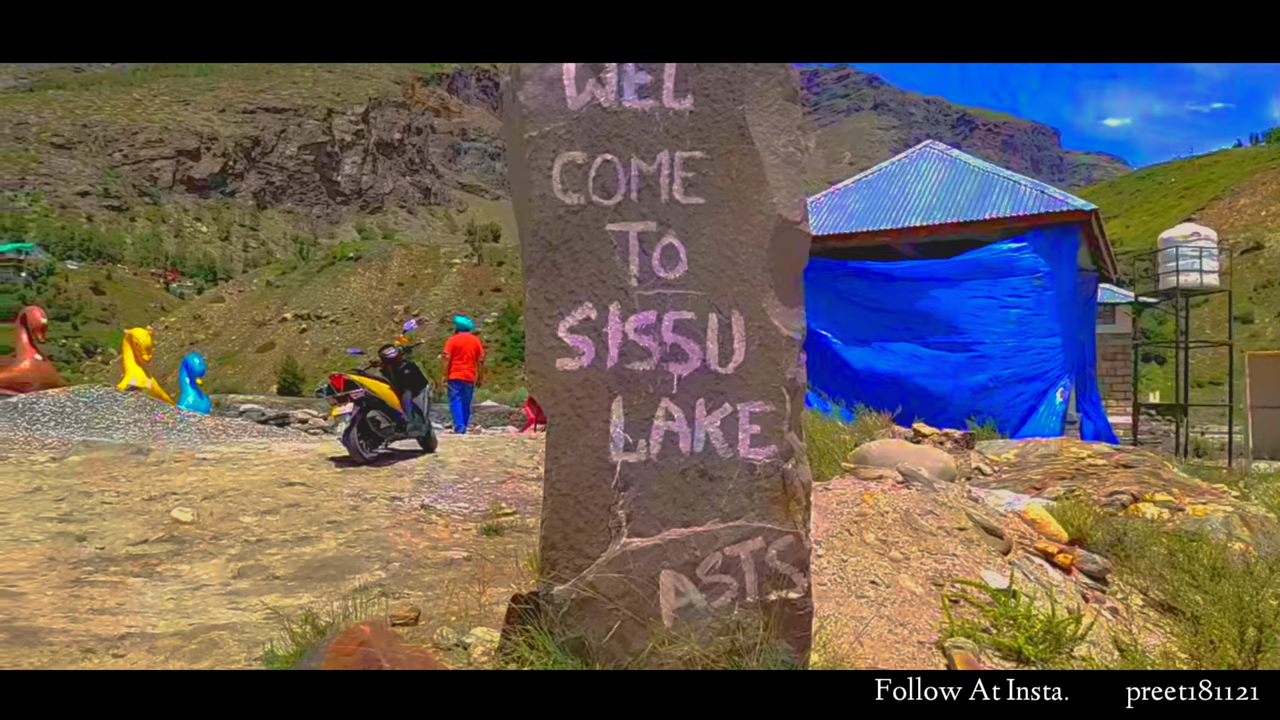 WEL
COME
TO
SISSU
LAKE
ASTS
Follow At Insta. preet181121